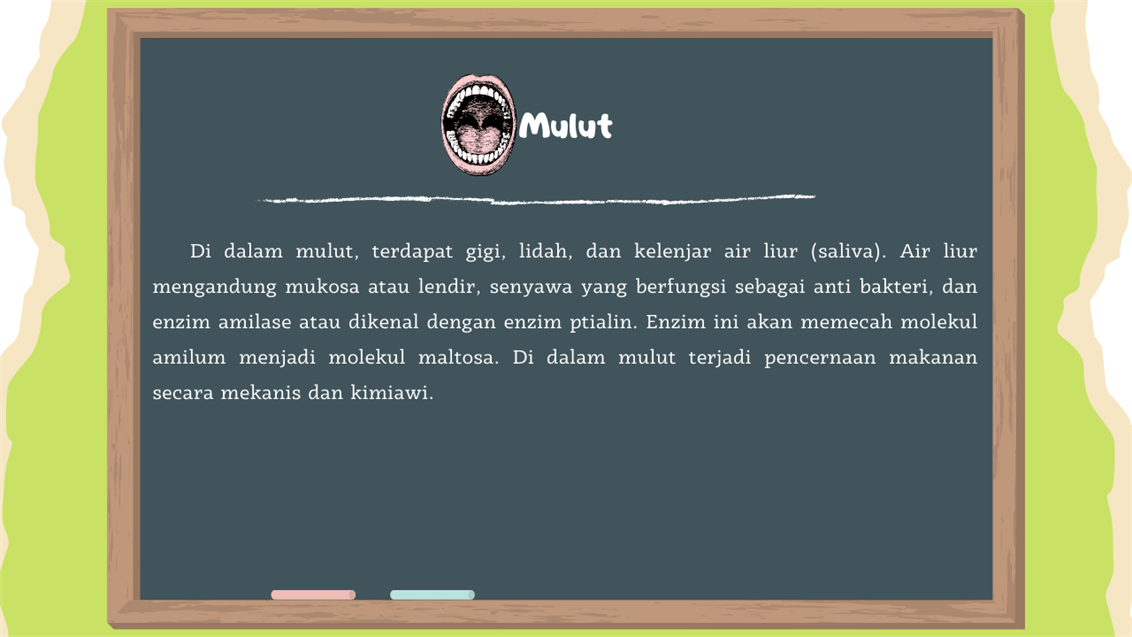 Mulut
Di dalam mulut, terdapat gigi, lidah, dan kelenjar air liur (saliva). Air liur
mengandung mukosa atau lendir, senyawa yang berfungsi sebagai anti bakteri, dan
enzim amilase atau dikenal dengan enzim ptialin. Enzim ini akan memecah molekul
amilum menjadi molekul maltosa. Di dalam mulut terjadi pencernaan makanan
secara mekanis dan kimiawi.